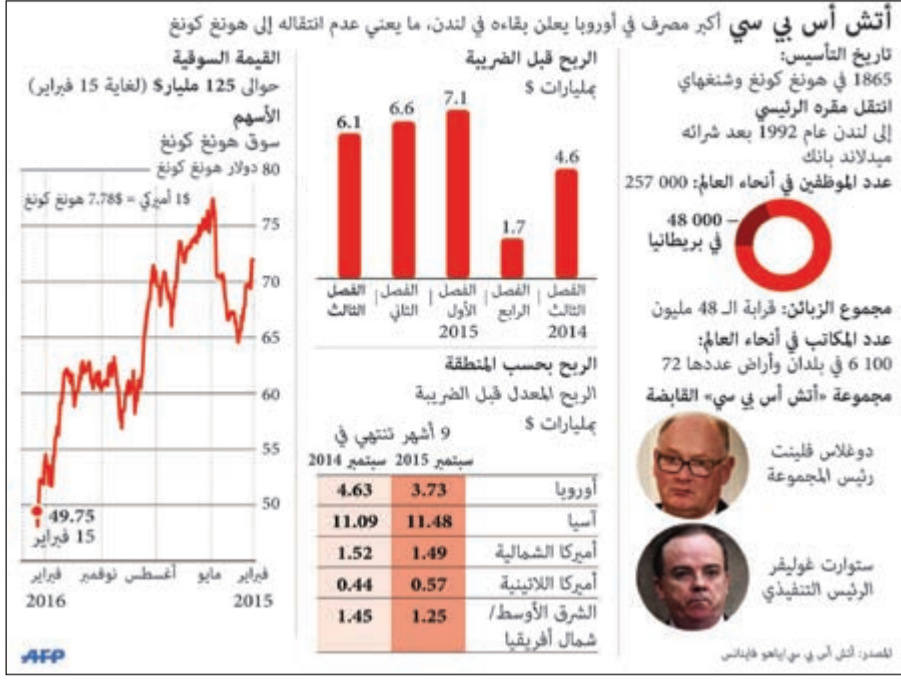 أتش أس بي سي أكبر مصرف في أوروبا يعلن بقاءه في لندن، ما يعني عدم انتقاله إلى هونغ كونغ
تاريخ التأسيس:
1865 في هونغ كونغ وشنغهاي
انتقل مقره الرئيسي
إلى لندن عام 1992 بعد شرائه
ميدلاند بانك
عدد الموظفين في أنحاء العالم: 257 000
48 000
في بريطانيا
مجموع الزبائن: قرابة الـ 48 مليون
عدد المكاتب في أنحاء العالم:
6 100 في بلدان وأراض عددها 72
مجموعة «أتش أس بي سي» القابضة
دوغلاس فلينت
رئيس المجموعة
ستوارت غوليفر
الرئيس التنفيذي
المصدر: أتش أس بي سي/ياهو فاينانس
الربح قبل الضريبة
بمليارات $
4.6
1.7
7.1
6.6
6.1
الفصل الثالث
الفصل الرابع
الفصل الأول
الفصل الثاني
الفصل الثالث
2014
2015
الربح بحسب المنطقة
الربح المعدل قبل الضريبة
بمليارات $
9 أشهر تنتهي في
سبتمبر 2015 سبتمبر 2014
أوروبا 3.73 4.63
آسيا 11.48 11.09
أميركا الشمالية 1.49 1.52
أميركا اللاتينية 0.57 0.44
الشرق الأوسط/ 1.25 1.45
شمال أفريقيا
القيمة السوقية
حوالى 125 مليار$ (لغاية 15 فبراير)
الأسهم
سوق هونغ كونغ
80 دولار هونغ كونغ
1$ أميركي = 7.78$ هونغ كونغ
75
70
65
60
55
50
49.75
15 فبراير
فبراير مايو أغسطس نوفمبر فبراير
2015 2016
AFP